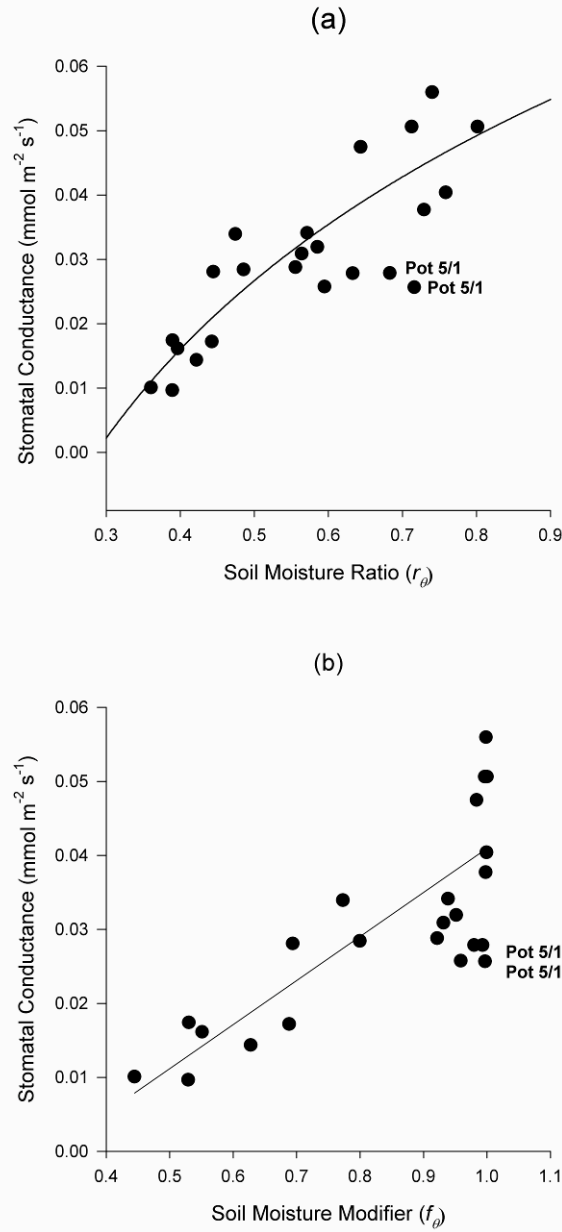 (a)
0.06
0.05
0.04
0.03
0.02
0.01
0.00
Stomatal Conductance (mmol m⁻² s⁻¹)
Pot 5/1
Pot 5/1
0.3 0.4 0.5 0.6 0.7 0.8 0.9
Soil Moisture Ratio (rθ)
(b)
0.06
0.05
0.04
0.03
0.02
0.01
0.00
Stomatal Conductance (mmol m⁻² s⁻¹)
Pot 5/1
Pot 5/1
0.4 0.5 0.6 0.7 0.8 0.9 1.0 1.1
Soil Moisture Modifier (fθ)